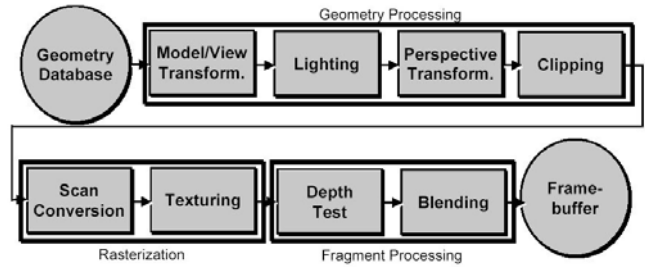 Geometry Processing
Geometry
Database
Model/View
Transform.
Lighting
Perspective
Transform.
Clipping
Scan
Conversion
Texturing
Depth
Test
Blending
Frame-
buffer
Rasterization
Fragment Processing